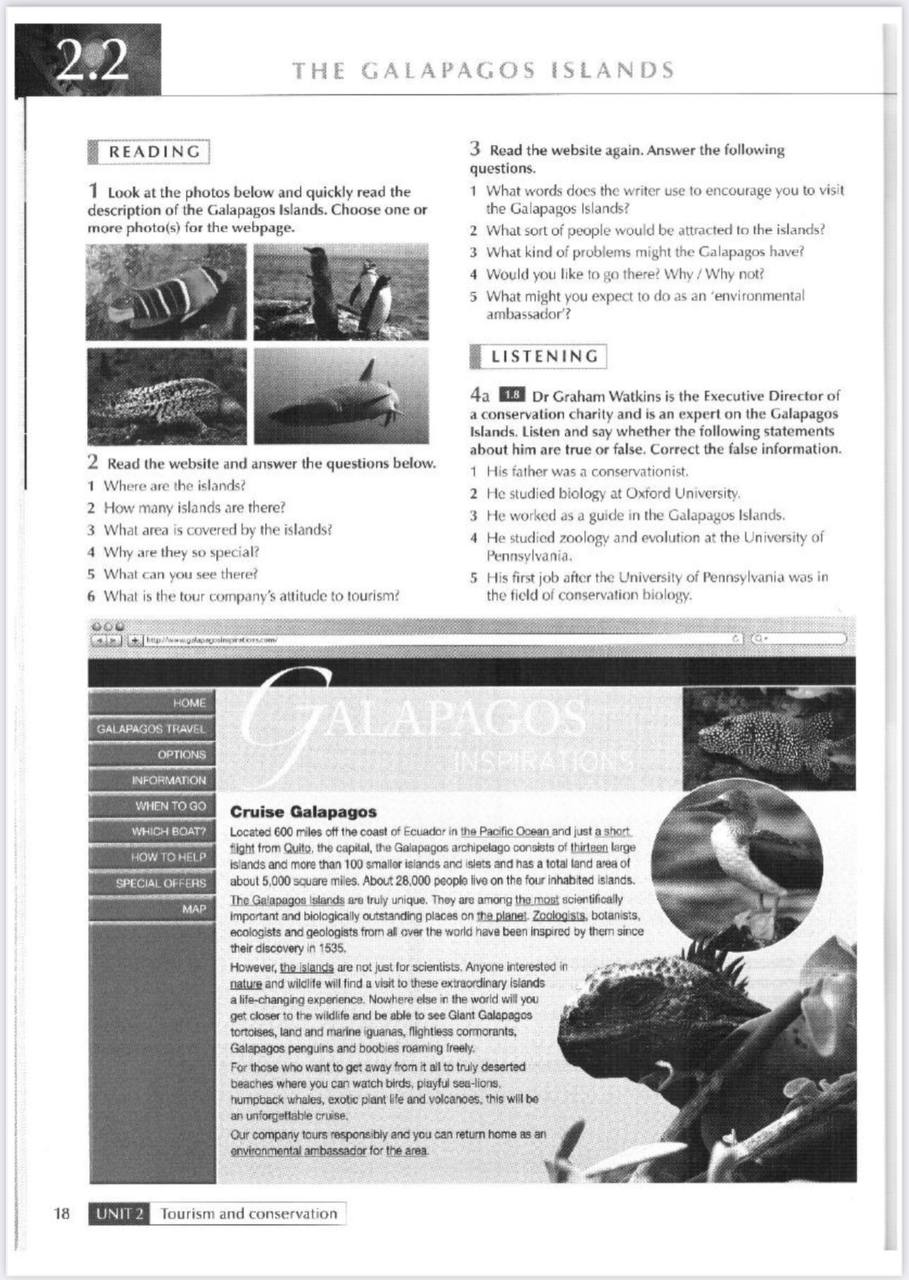 2.2
THE GALAPAGOS ISLANDS
READING
1 Look at the photos below and quickly read the
description of the Galapagos Islands. Choose one or
more photo(s) for the webpage.
2 Read the website and answer the questions below.
1 Where are the islands?
2 How many islands are there?
3 What area is covered by the islands?
4 Why are they so special?
5 What can you see there?
6 What is the tour company's attitude to tourism?
3 Read the website again. Answer the following
questions.
1 What words does the writer use to encourage you to visit
the Galapagos Islands?
2 What sort of people would be attracted to the islands?
3 What kind of problems might the Galapagos have?
4 Would you like to go there? Why / Why not?
5 What might you expect to do as an 'environmental
ambassador'?
LISTENING
4a 1.8 Dr Graham Watkins is the Executive Director of
a conservation charity and is an expert on the Galapagos
Islands. Listen and say whether the following statements
about him are true or false. Correct the false information.
1 His father was a conservationist.
2 He studied biology at Oxford University.
3 He worked as a guide in the Galapagos Islands.
4 He studied zoology and evolution at the University of
Pennsylvania.
5 His first job after the University of Pennsylvania was in
the field of conservation biology.
http://www.galapagosinspirations.com/
HOME
GALAPAGOS TRAVEL
OPTIONS
INFORMATION
WHEN TO GO
WHICH BOAT?
HOW TO HELP
SPECIAL OFFERS
MAP
GALAPAGOS
INSPIRATIONS
Cruise Galapagos
Located 600 miles off the coast of Ecuador in the Pacific Ocean and just a short
flight from Quito, the capital, the Galapagos archipelago consists of thirteen large
islands and more than 100 smaller islands and islets and has a total land area of
about 5,000 square miles. About 28,000 people live on the four inhabited islands.
The Galapagos Islands are truly unique. They are among the most scientifically
important and biologically outstanding places on the planet. Zoologists, botanists,
ecologists and geologists from all over the world have been inspired by them since
their discovery in 1535.
However, the islands are not just for scientists. Anyone interested in
nature and wildlife will find a visit to these extraordinary islands
a life-changing experience. Nowhere else in the world will you
get closer to the wildlife and be able to see Giant Galapagos
tortoises, land and marine iguanas, flightless cormorants,
Galapagos penguins and boobies roaming freely.
For those who want to get away from it all to truly deserted
beaches where you can watch birds, playful sea-lions,
humpback whales, exotic plant life and volcanoes, this will be
an unforgettable cruise.
Our company tours responsibly and you can return home as an
environmental ambassador for the area.
18 UNIT 2 Tourism and conservation